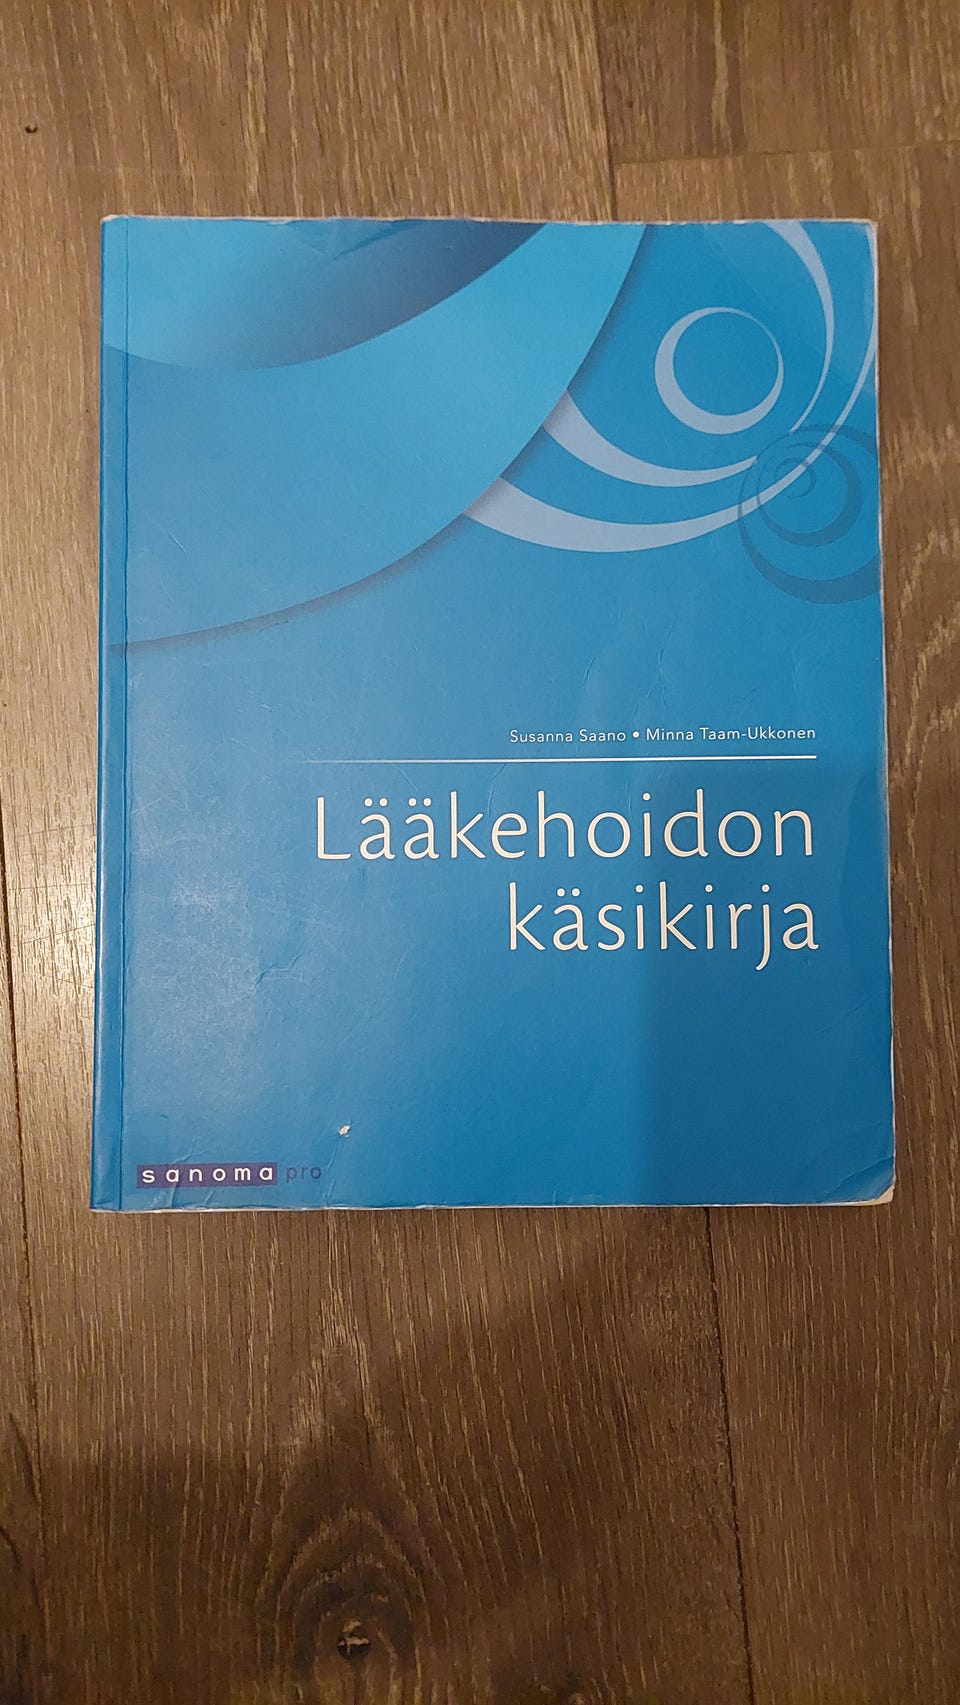 Susanna Saano • Minna Taam-Ukkonen
Lääkehoidon
käsikirja
sanoma pro